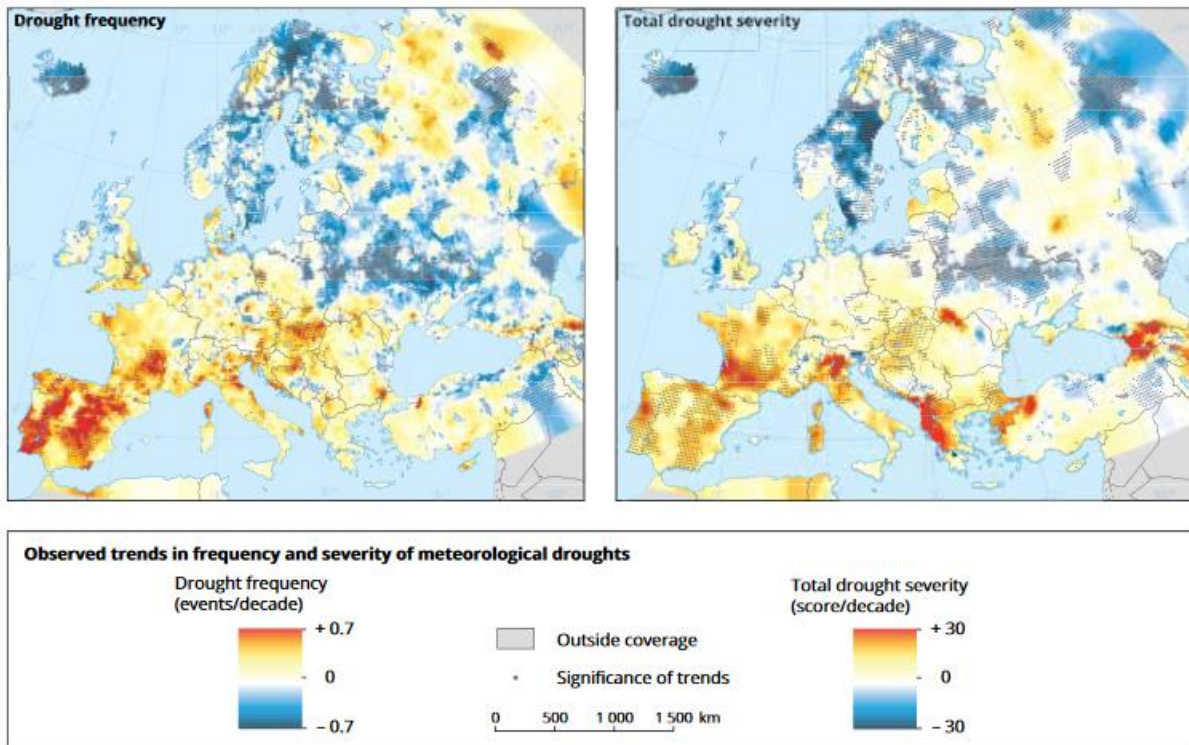 Drought frequency
Total drought severity
Observed trends in frequency and severity of meteorological droughts
Drought frequency
(events/decade)
+ 0.7
0
– 0.7
Outside coverage
Significance of trends
0 500 1 000 1 500 km
Total drought severity
(score/decade)
+ 30
0
– 30